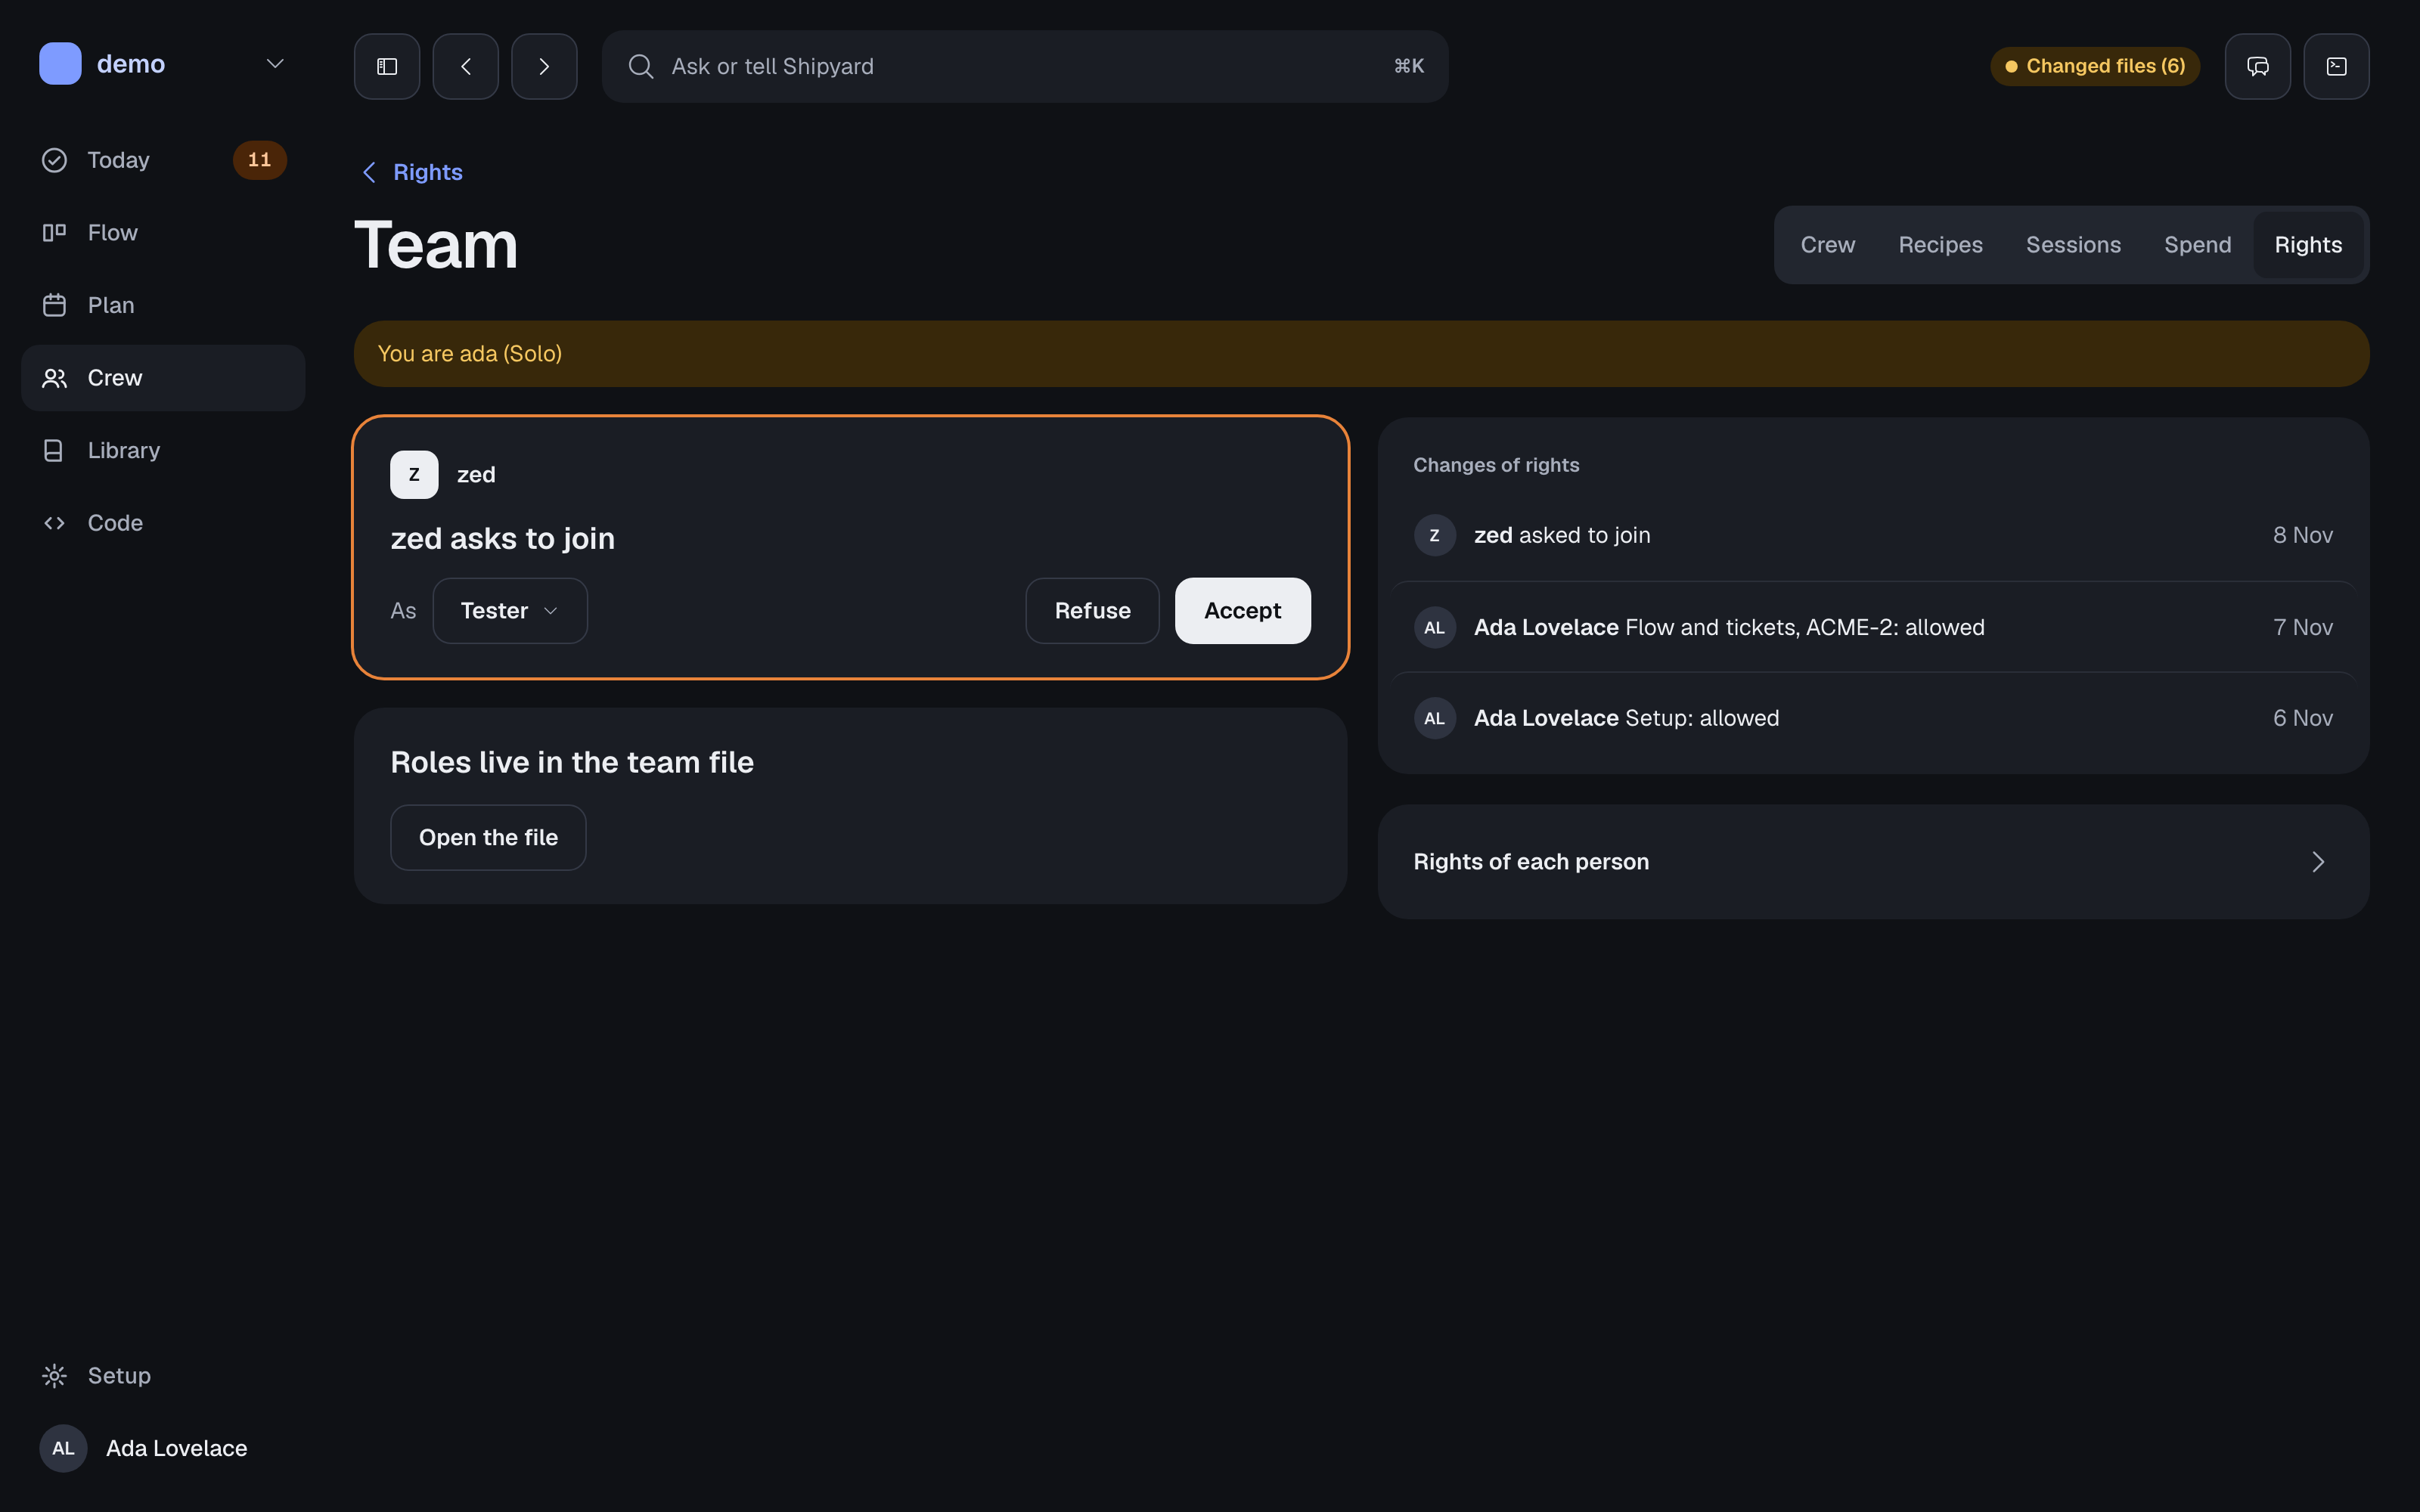 demo
Ask or tell Shipyard
⌘K
Changed files (6)
Today
11
Flow
Plan
Crew
Library
Code
Setup
AL
Ada Lovelace
Rights
Team
Crew
Recipes
Sessions
Spend
Rights
You are ada (Solo)
Z
zed
zed asks to join
As
Tester
Refuse
Accept
Roles live in the team file
Open the file
Changes of rights
Z
zed asked to join
8 Nov
AL
Ada Lovelace Flow and tickets, ACME-2: allowed
7 Nov
AL
Ada Lovelace Setup: allowed
6 Nov
Rights of each person